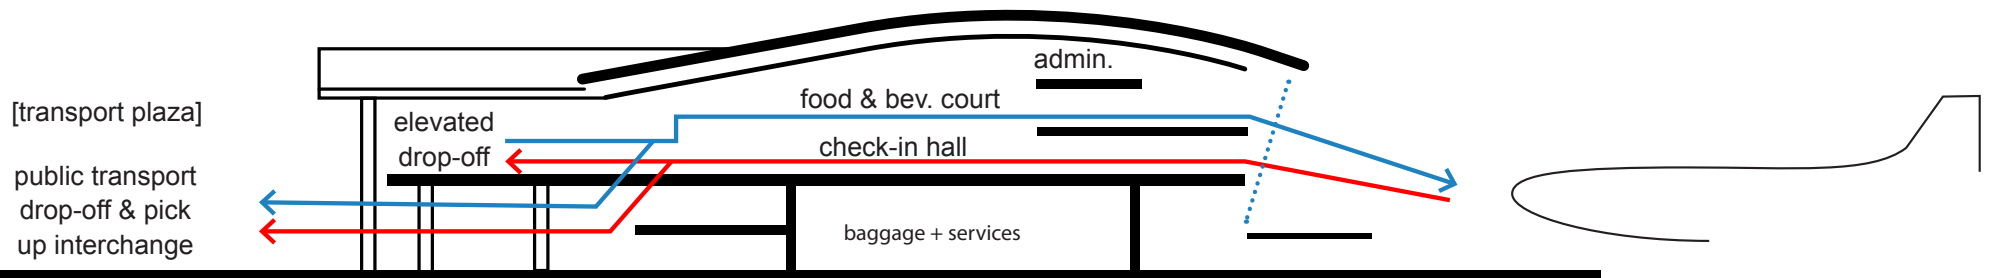 [transport plaza]
public transport
drop-off & pick
up interchange
elevated
drop-off
admin.
food & bev. court
check-in hall
baggage + services